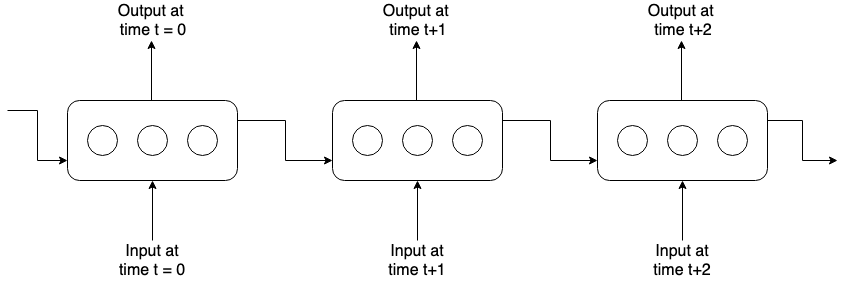 Output at
time t = 0
Output at
time t+1
Output at
time t+2
Input at
time t = 0
Input at
time t+1
Input at
time t+2